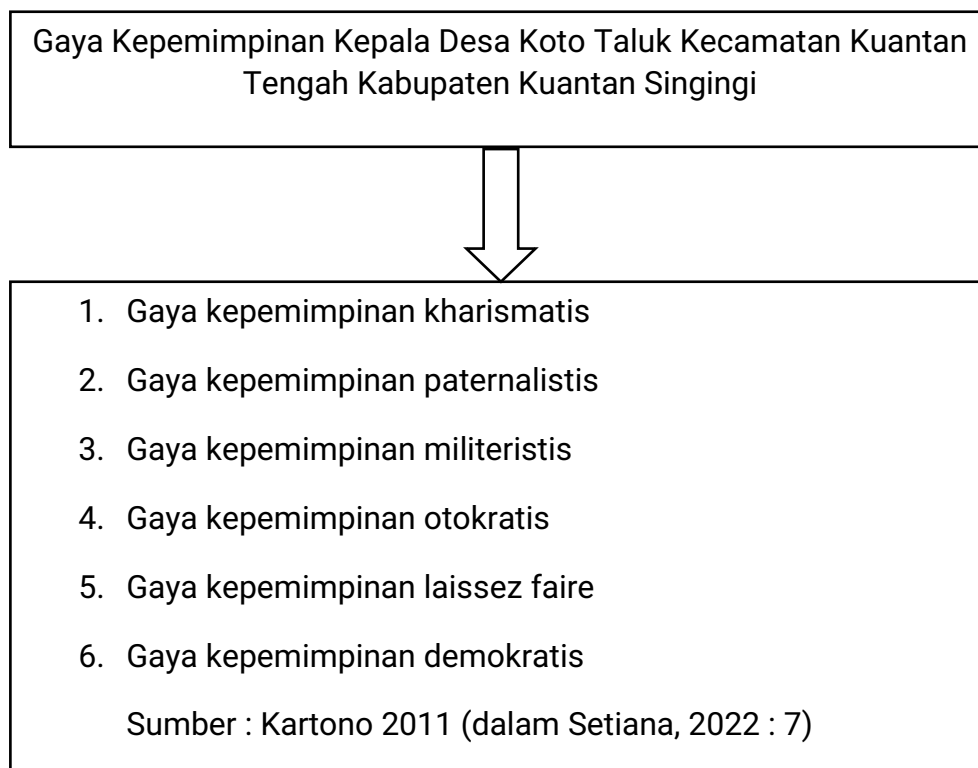 Gaya Kepemimpinan Kepala Desa Koto Taluk Kecamatan Kuantan
Tengah Kabupaten Kuantan Singingi
1. Gaya kepemimpinan kharismatis
2. Gaya kepemimpinan paternalistis
3. Gaya kepemimpinan militeristis
4. Gaya kepemimpinan otokratis
5. Gaya kepemimpinan laissez faire
6. Gaya kepemimpinan demokratis
Sumber : Kartono 2011 (dalam Setiana, 2022 : 7)